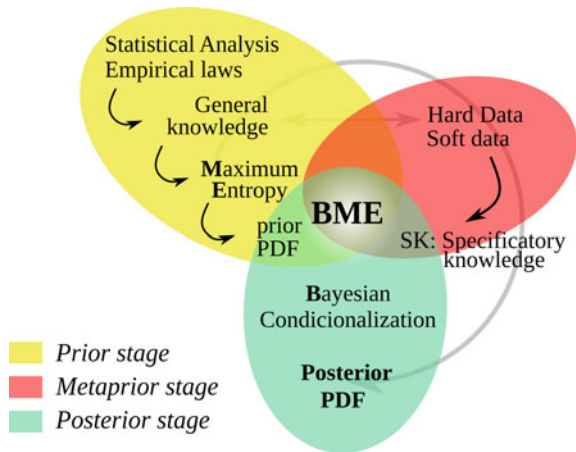 Statistical Analysis
Empirical laws
General
knowledge
Maximum
Entropy
prior
PDF
Hard Data
Soft data
SK: Specificatory
knowledge
BME
Bayesian
Condicionalization
Posterior
PDF
Prior stage
Metaprior stage
Posterior stage